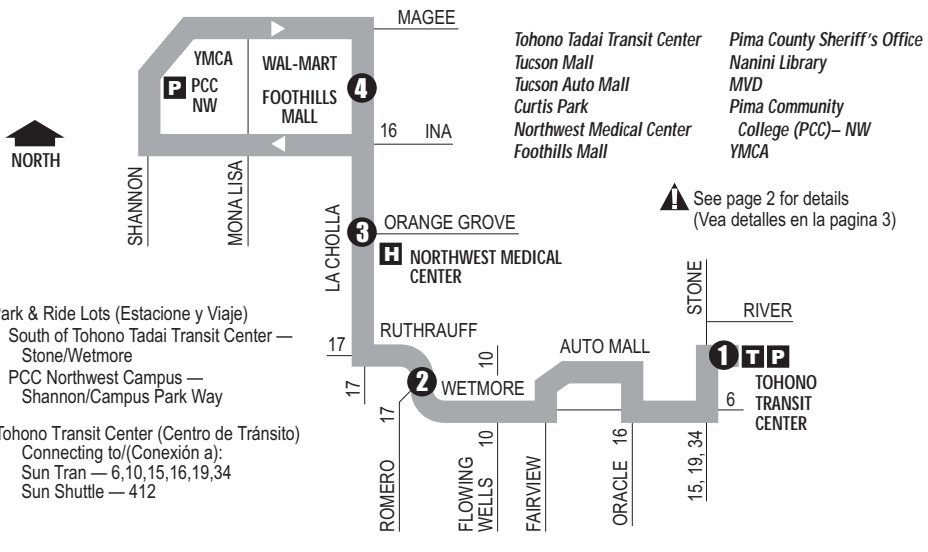 MAGEE
YMCA
P PCC
NW
WAL-MART
FOOTHILLS
MALL
4
16 INA
NORTH
SHANNON
MONA LISA
Tohono Tadai Transit Center
Tucson Mall
Tucson Auto Mall
Curtis Park
Northwest Medical Center
Foothills Mall
Pima County Sheriff's Office
Nanini Library
MVD
Pima Community
College (PCC)– NW
YMCA
! See page 2 for details
(Vea detalles en la pagina 3)
LA CHOLLA
3 ORANGE GROVE
H NORTHWEST MEDICAL
CENTER
STONE
RIVER
ark & Ride Lots (Estacione y Viaje)
South of Tohono Tadai Transit Center —
Stone/Wetmore
PCC Northwest Campus —
Shannon/Campus Park Way
Tohono Transit Center (Centro de Tránsito)
Connecting to/(Conexión a):
Sun Tran — 6,10,15,16,19,34
Sun Shuttle — 412
17
RUTHRAUFF
17
2
WETMORE
10
AUTO MALL
1 T P
TOHONO
TRANSIT
CENTER
6
17
ROMERO
10
FLOWING
WELLS
FAIRVIEW
16
ORACLE
15, 19, 34